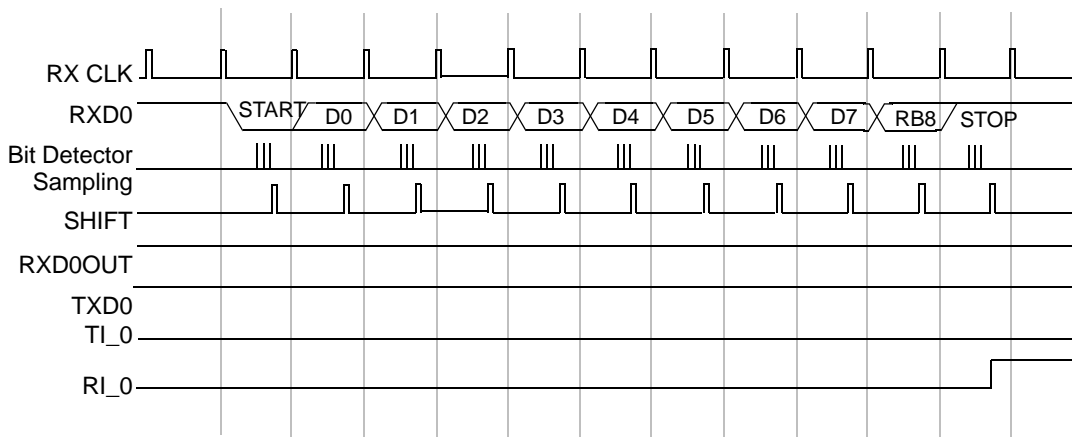 RX CLK
RXD0
START D0 D1 D2 D3 D4 D5 D6 D7 RB8 STOP
Bit Detector
Sampling
SHIFT
RXD0OUT
TXD0
TI_0
RI_0